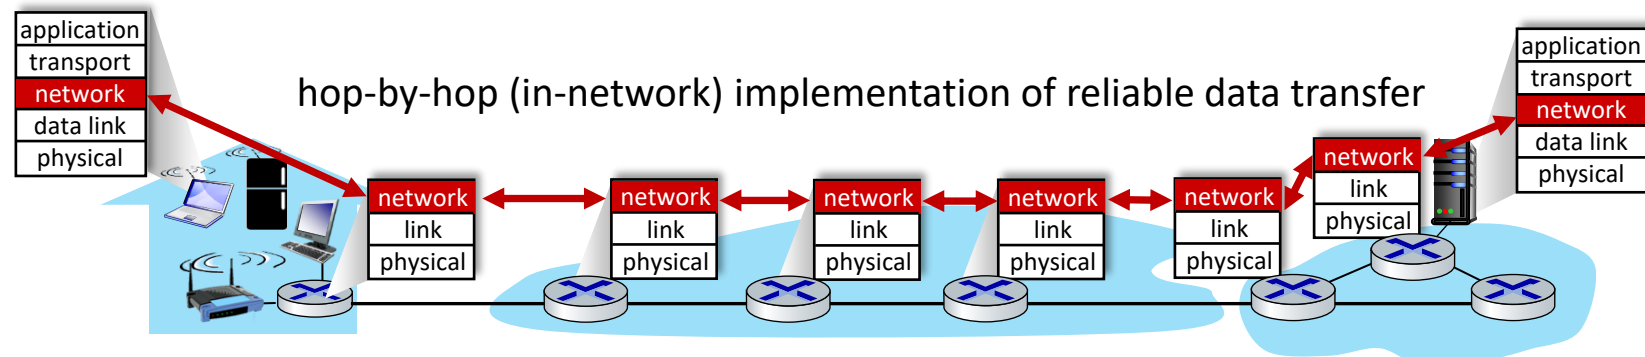 application
transport
network
data link
physical
hop-by-hop (in-network) implementation of reliable data transfer
network
link
physical
network
link
physical
network
link
physical
network
link
physical
network
link
physical
network
link
physical
application
transport
network
data link
physical